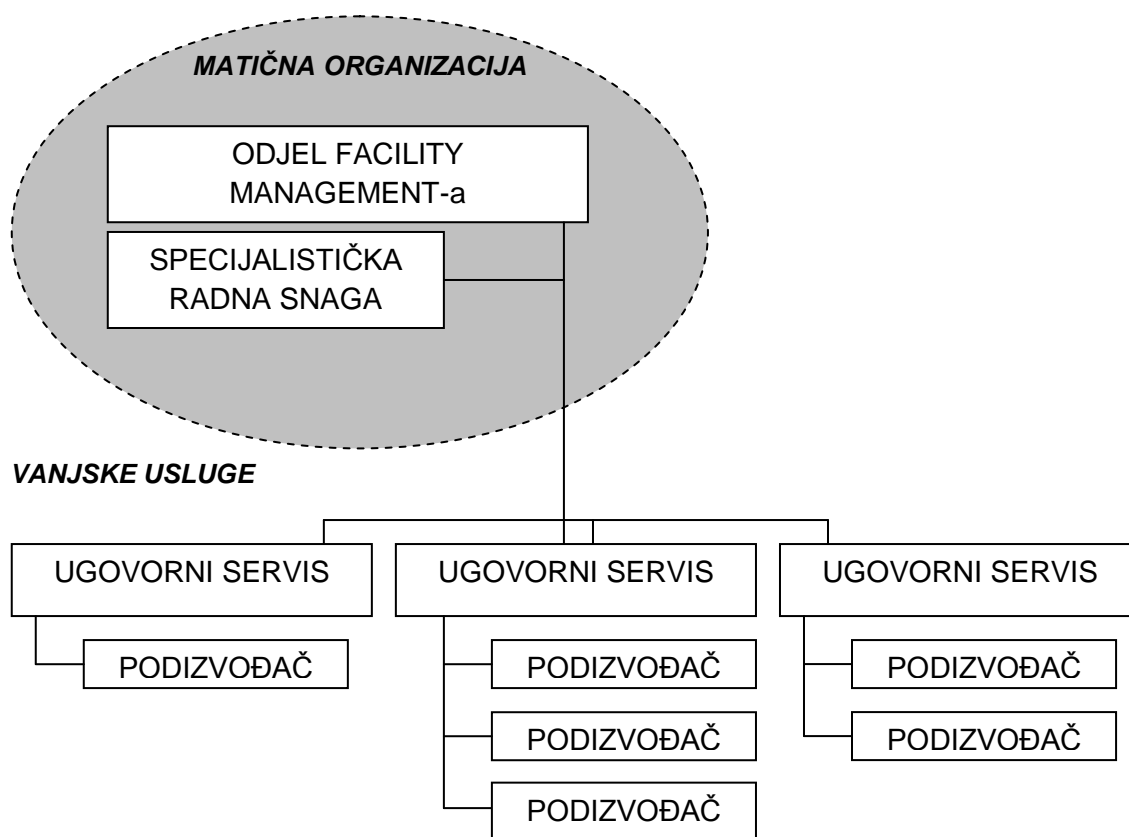 MATIČNA ORGANIZACIJA
ODJEL FACILITY
MANAGEMENT-a
SPECIJALISTIČKA
RADNA SNAGA
VANJSKE USLUGE
UGOVORNI SERVIS
UGOVORNI SERVIS
UGOVORNI SERVIS
PODIZVOĐAČ
PODIZVOĐAČ
PODIZVOĐAČ
PODIZVOĐAČ
PODIZVOĐAČ
PODIZVOĐAČ